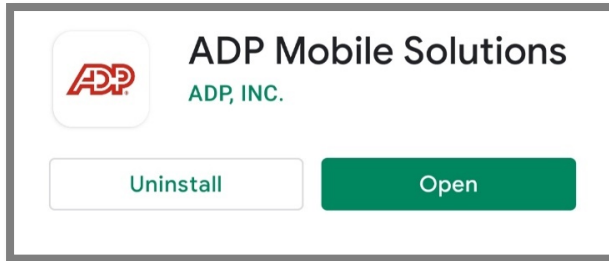 ADP
ADP Mobile Solutions
ADP, INC.
Uninstall
Open